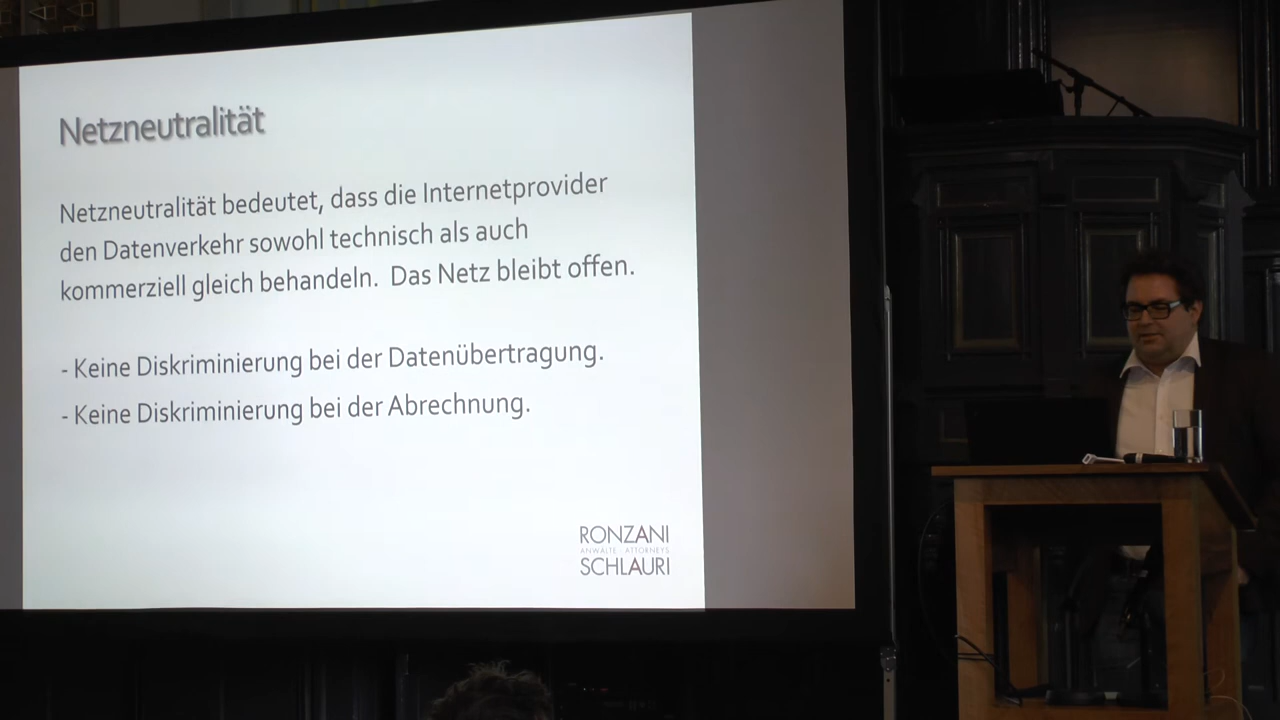 Netzneutralität
Netzneutralität bedeutet, dass die Internetprovider
den Datenverkehr sowohl technisch als auch
kommerziell gleich behandeln. Das Netz bleibt offen.
- Keine Diskriminierung bei der Datenübertragung.
- Keine Diskriminierung bei der Abrechnung.
RONZANI
ANWÄLTE · ATTORNEYS
SCHLAURI